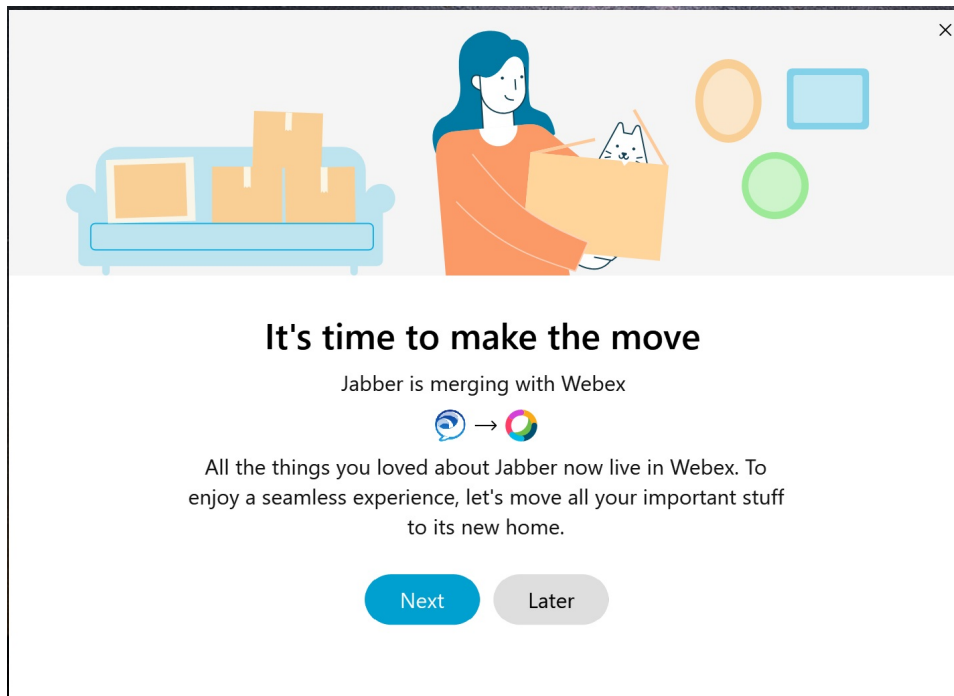 It's time to make the move
Jabber is merging with Webex
All the things you loved about Jabber now live in Webex. To
enjoy a seamless experience, let's move all your important stuff
to its new home.
Next
Later